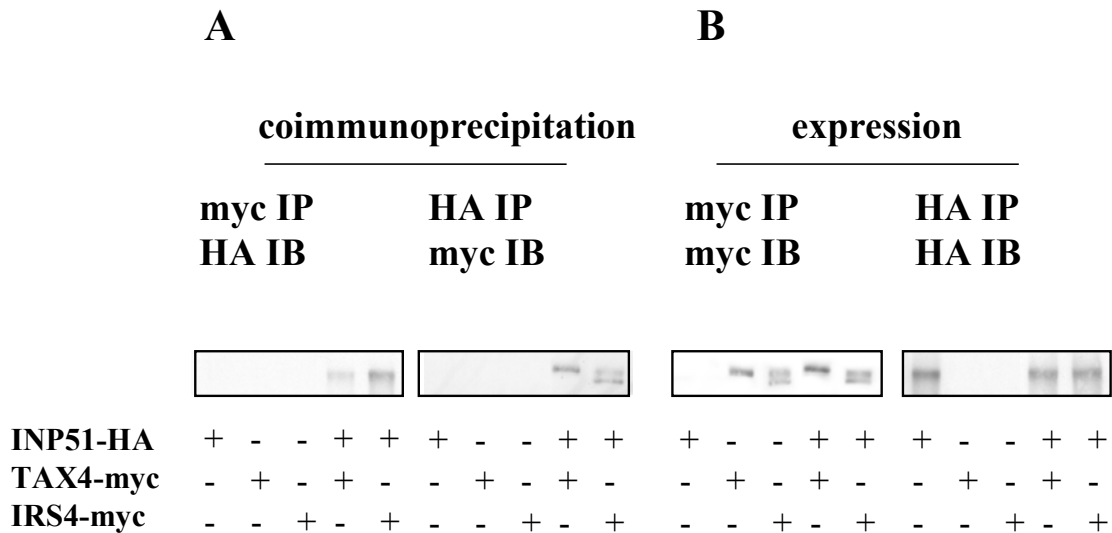 A B
coimmunoprecipitation expression
myc IP HA IP myc IP HA IP
HA IB myc IB myc IB HA IB
INP51-HA + - - + + + - - + + + - - + + + - - + +
TAX4-myc - + - + - - + - + - - + - + - - + - + -
IRS4-myc - - + - + - - + - + - - + - + - - + - +